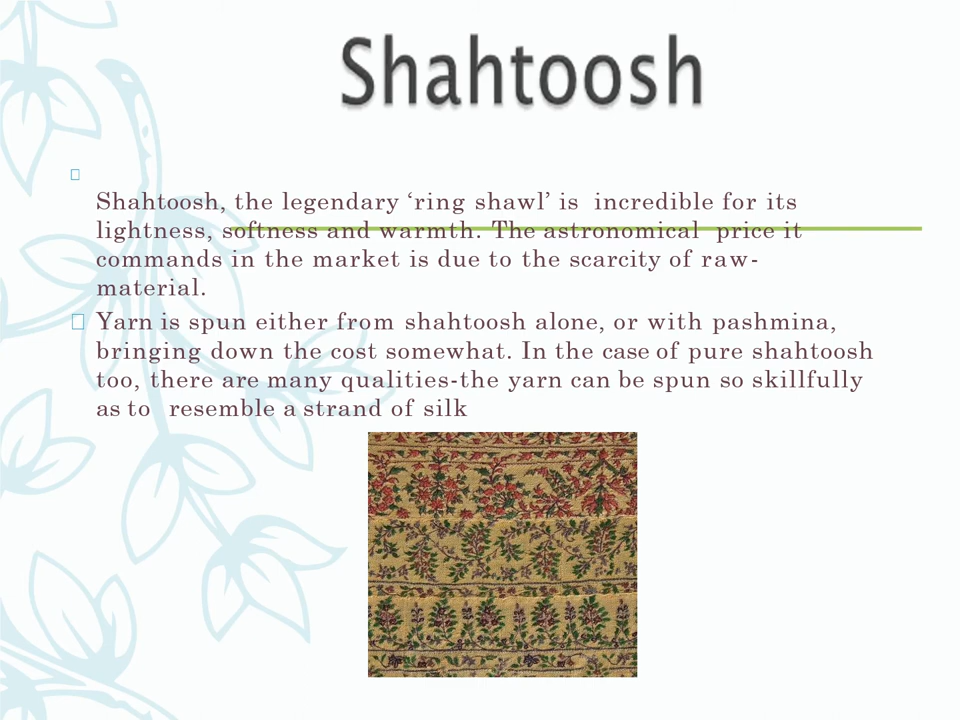 Shahtoosh
Shahtoosh, the legendary ‘ring shawl’ is incredible for its
lightness, softness and warmth. The astronomical price it
commands in the market is due to the scarcity of raw-
material.
Yarn is spun either from shahtoosh alone, or with pashmina,
bringing down the cost somewhat. In the case of pure shahtoosh
too, there are many qualities-the yarn can be spun so skillfully
as to resemble a strand of silk